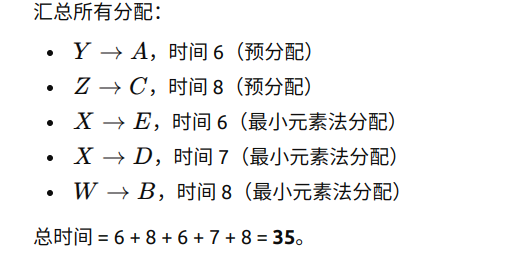 汇总所有分配：
• Y → A，时间 6（预分配）
• Z → C，时间 8（预分配）
• X → E，时间 6（最小元素法分配）
• X → D，时间 7（最小元素法分配）
• W → B，时间 8（最小元素法分配）
总时间 = 6 + 8 + 6 + 7 + 8 = 35。